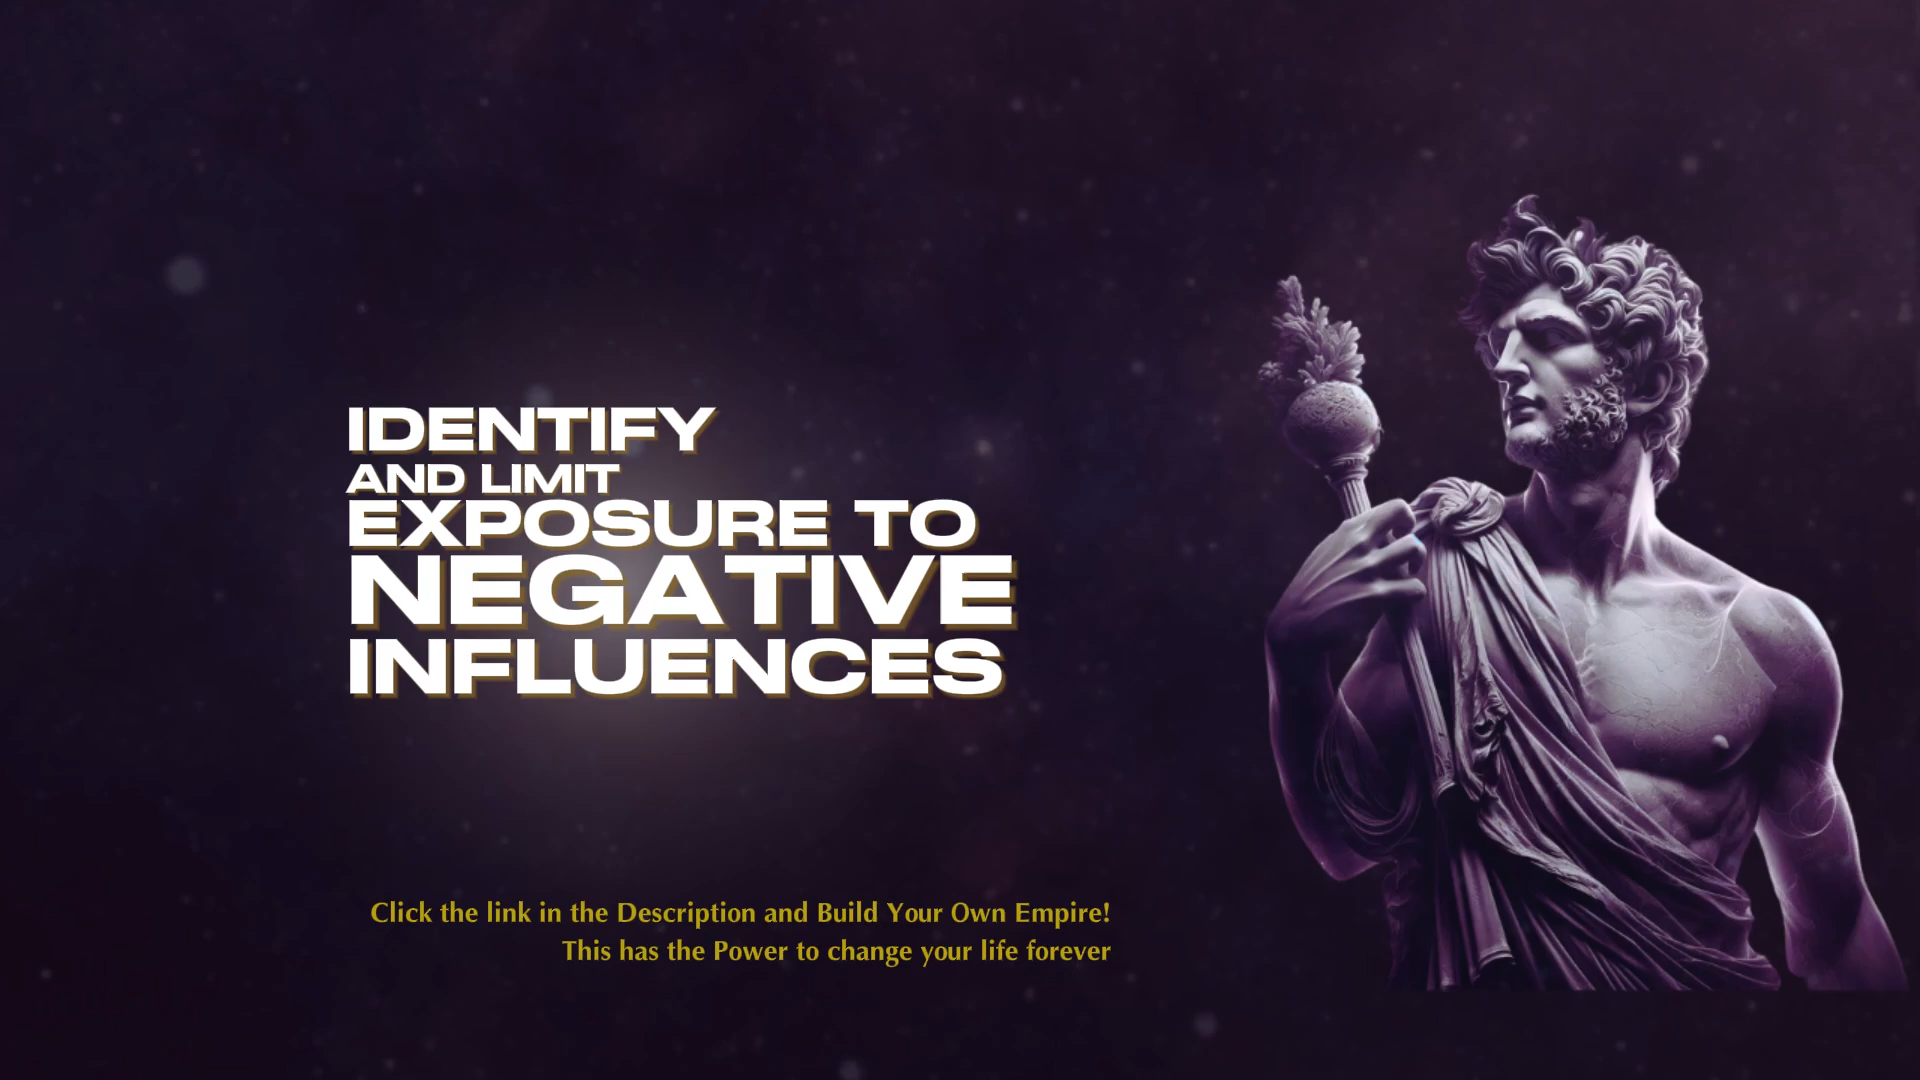 IDENTIFY
AND LIMIT
EXPOSURE TO
NEGATIVE
INFLUENCES
Click the link in the Description and Build Your Own Empire!
This has the Power to change your life forever